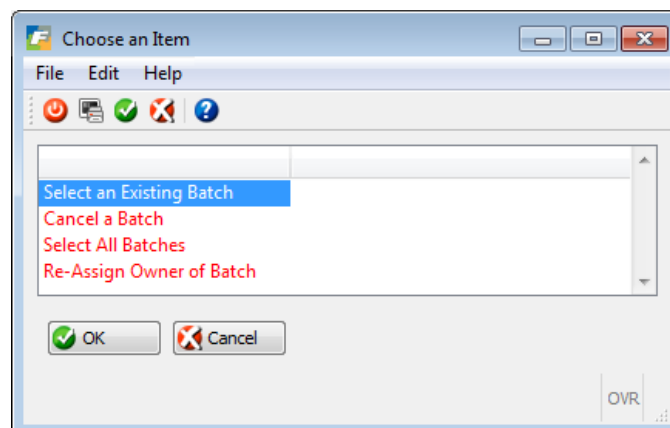 Choose an Item
File Edit Help
Select an Existing Batch
Cancel a Batch
Select All Batches
Re-Assign Owner of Batch
OK Cancel
OVR